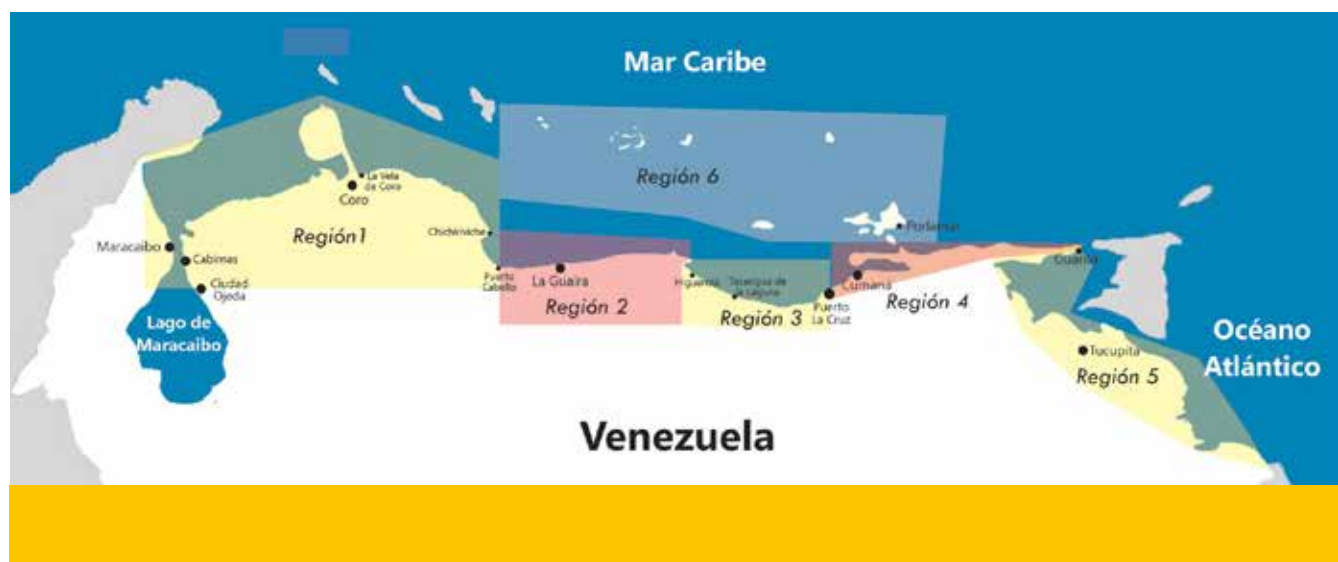 Mar Caribe
Región 6
La Vela
de Coro
Coro
Región1
Chichiriviche
Porlamar
Maracaibo
Cabimas
Ciudad
Ojeda
Puerto
Cabello
La Guaira
Higuerote
Tacarigua de
la Laguna
Cumaná
Güiria
Región 2
Región 3
Puerto
La Cruz
Región 4
Lago de
Maracaibo
Océano
Atlántico
Tucupita
Región 5
Venezuela